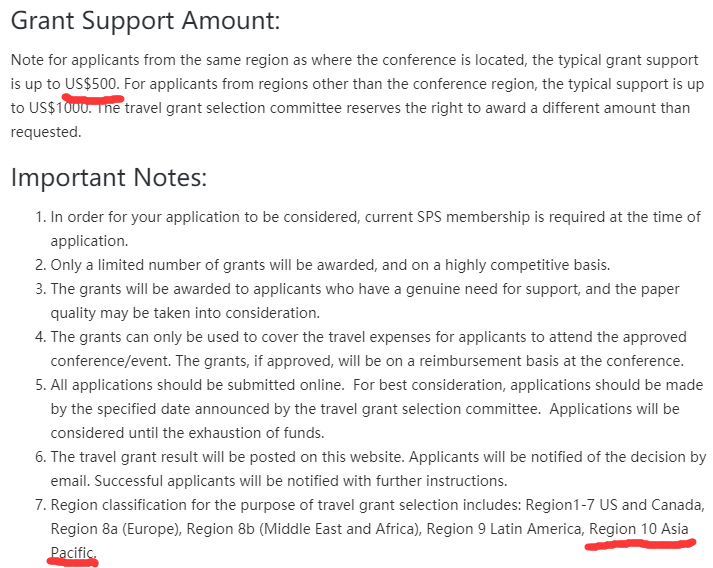 Grant Support Amount:
Note for applicants from the same region as where the conference is located, the typical grant support
is up to US$500. For applicants from regions other than the conference region, the typical support is up
to US$1000. The travel grant selection committee reserves the right to award a different amount than
requested.
Important Notes:
1. In order for your application to be considered, current SPS membership is required at the time of
application.
2. Only a limited number of grants will be awarded, and on a highly competitive basis.
3. The grants will be awarded to applicants who have a genuine need for support, and the paper
quality may be taken into consideration.
4. The grants can only be used to cover the travel expenses for applicants to attend the approved
conference/event. The grants, if approved, will be on a reimbursement basis at the conference.
5. All applications should be submitted online.  For best consideration, applications should be made
by the specified date announced by the travel grant selection committee.  Applications will be
considered until the exhaustion of funds.
6. The travel grant result will be posted on this website. Applicants will be notified of the decision by
email. Successful applicants will be notified with further instructions.
7. Region classification for the purpose of travel grant selection includes: Region1-7 US and Canada,
Region 8a (Europe), Region 8b (Middle East and Africa), Region 9 Latin America, Region 10 Asia
Pacific.